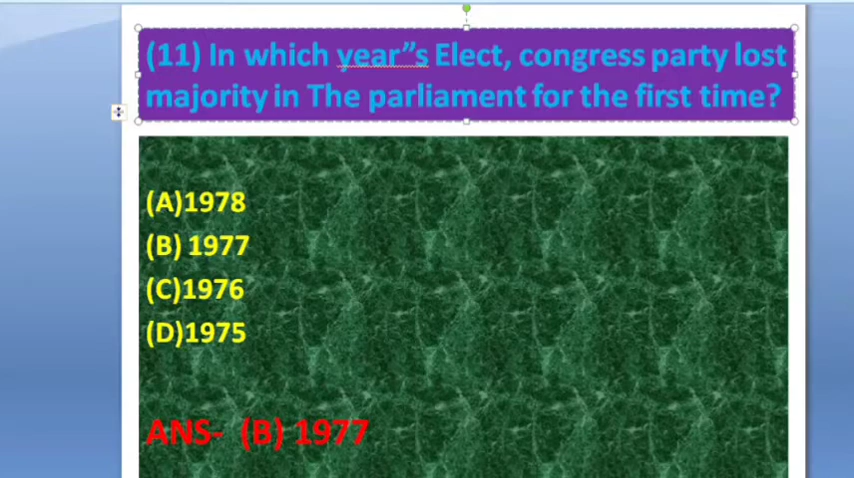 (11) In which year”s Elect, congress party lost
majority in The parliament for the first time?
(A)1978
(B) 1977
(C)1976
(D)1975
ANS- (B) 1977